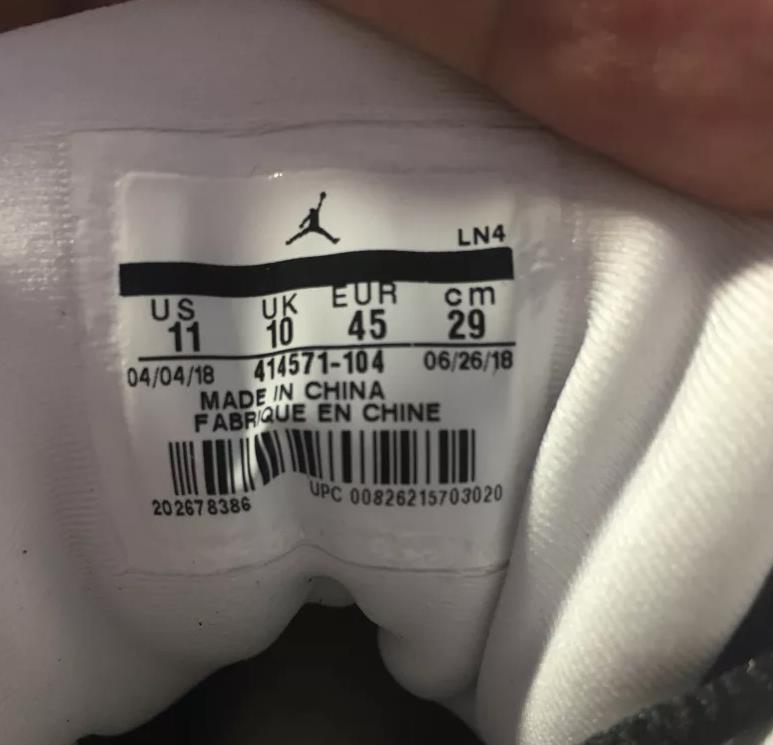 LN4
US UK EUR cm
11 10 45 29
04/04/18 414571-104 06/26/18
MADE IN CHINA
FABRIQUE EN CHINE
202678386 UPC 00826215703020